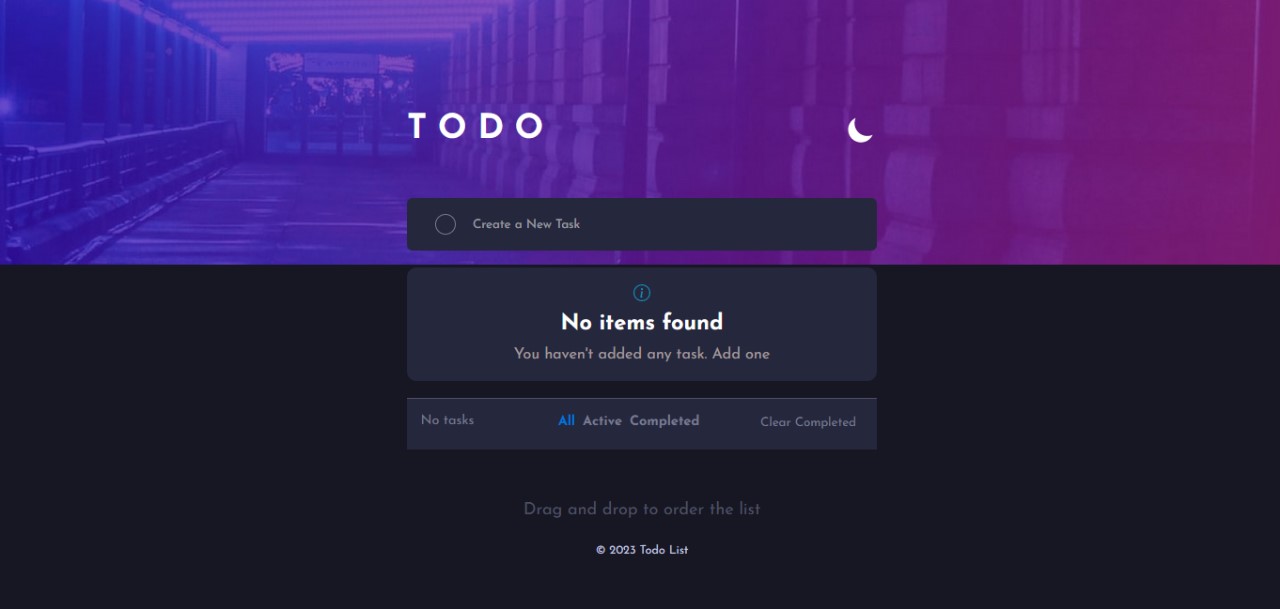 TODO
Create a New Task
No items found
You haven't added any task. Add one
No tasks All Active Completed Clear Completed
Drag and drop to order the list
© 2023 Todo List